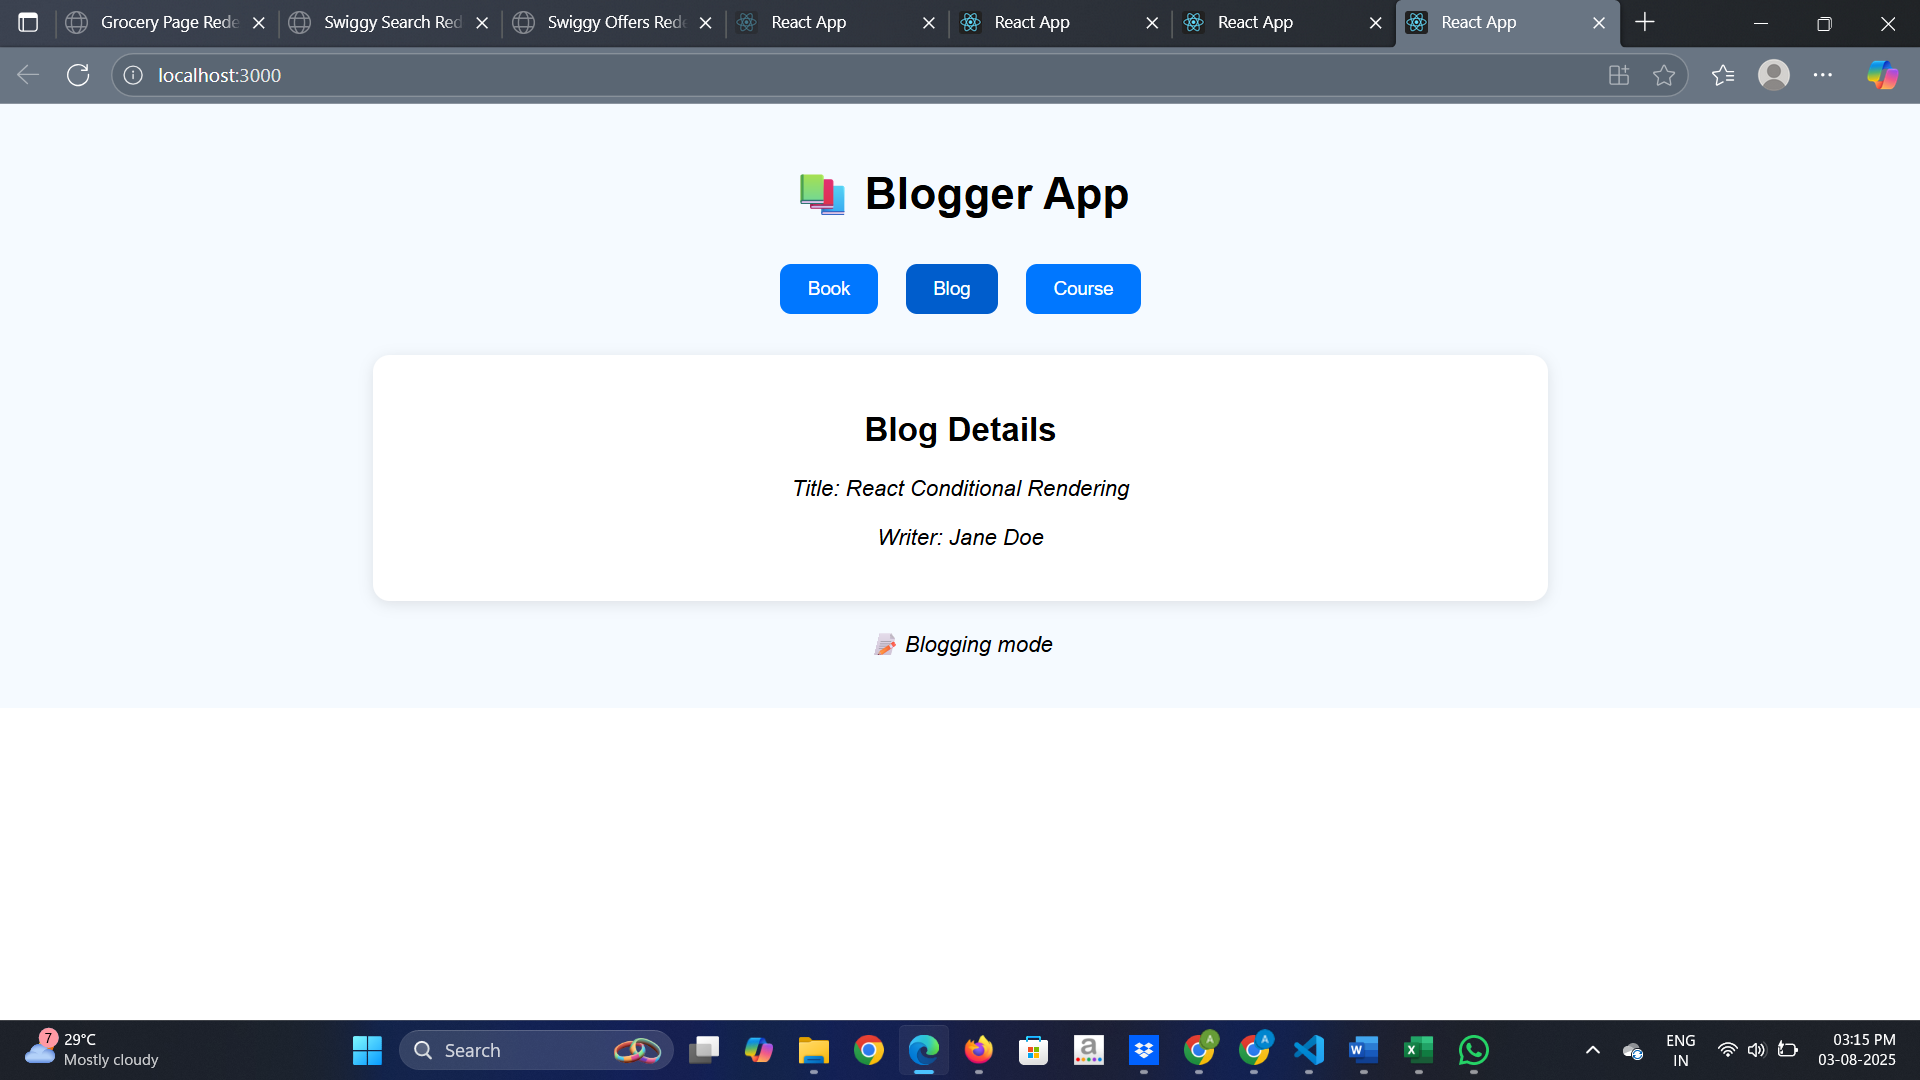 Grocery Page Rede
Swiggy Search Red
Swiggy Offers Rede
React App
React App
React App
React App
localhost:3000
Blogger App
Book
Blog
Course
Blog Details
Title: React Conditional Rendering
Writer: Jane Doe
Blogging mode
7
29°C
Mostly cloudy
Search
a
A
A
W
X
ENG
IN
03:15 PM
03-08-2025